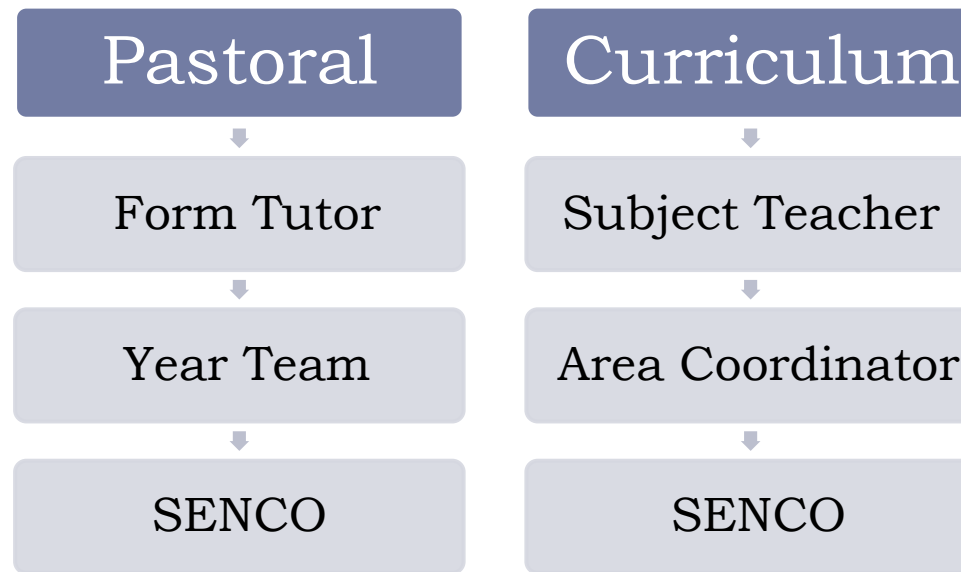 Pastoral
Form Tutor
Year Team
SENCO
Curriculum
Subject Teacher
Area Coordinator
SENCO